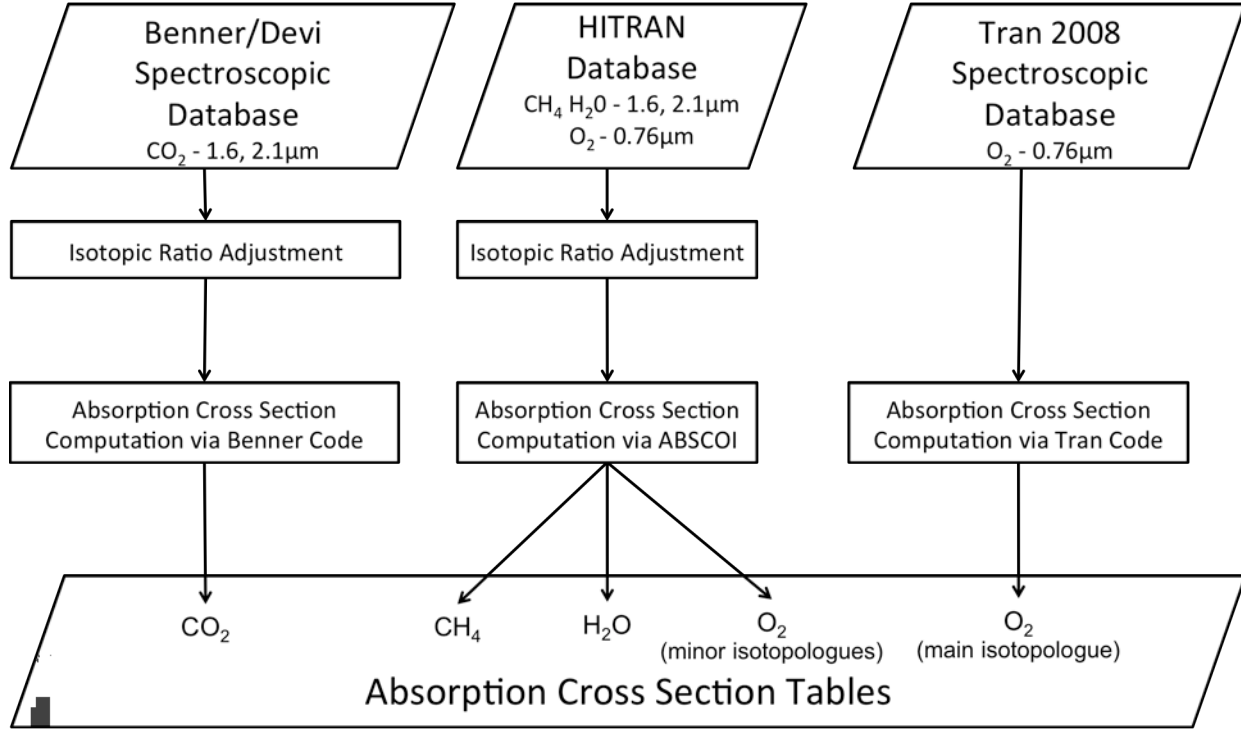 Benner/Devi
Spectroscopic
Database
CO₂ - 1.6, 2.1µm
HITRAN
Database
CH₄ H₂0 - 1.6, 2.1µm
O₂ - 0.76µm
Tran 2008
Spectroscopic
Database
O₂ - 0.76µm
Isotopic Ratio Adjustment
Isotopic Ratio Adjustment
Absorption Cross Section
Computation via Benner Code
Absorption Cross Section
Computation via ABSCOI
Absorption Cross Section
Computation via Tran Code
CO₂
CH₄
H₂O
O₂
(minor isotopologues)
O₂
(main isotopologue)
Absorption Cross Section Tables